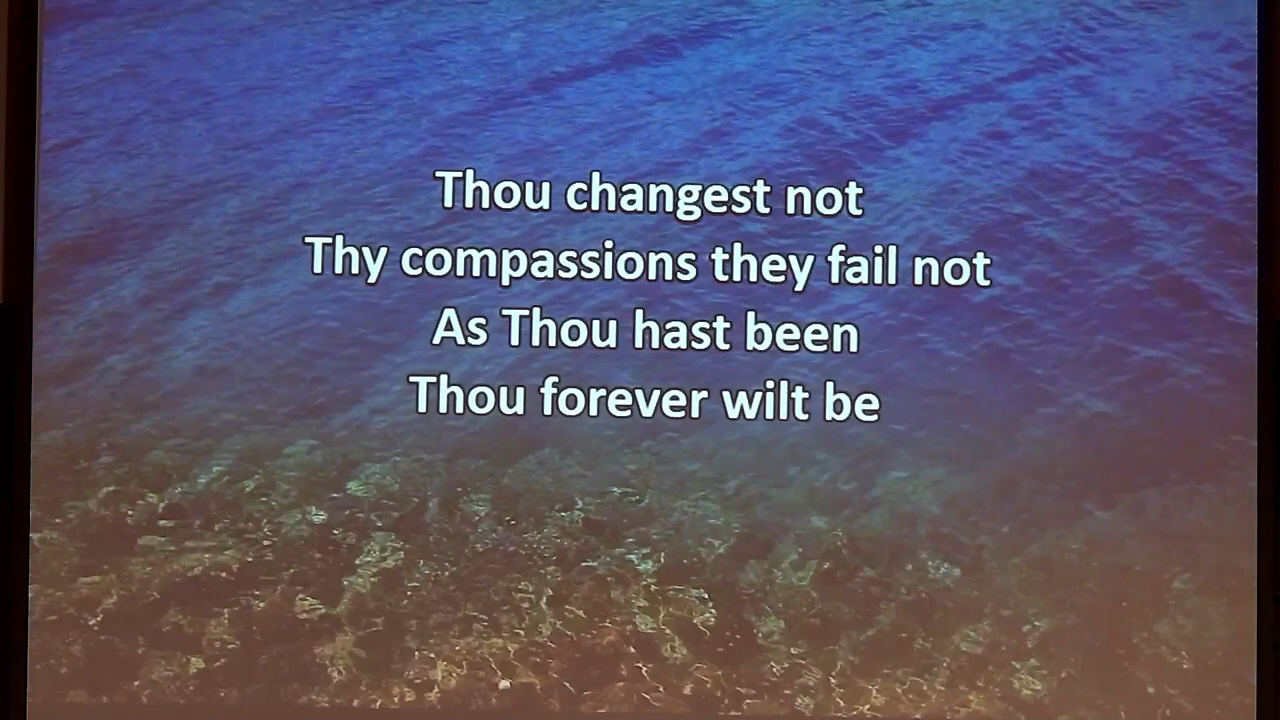 Thou changest not
Thy compassions they fail not
As Thou hast been
Thou forever wilt be